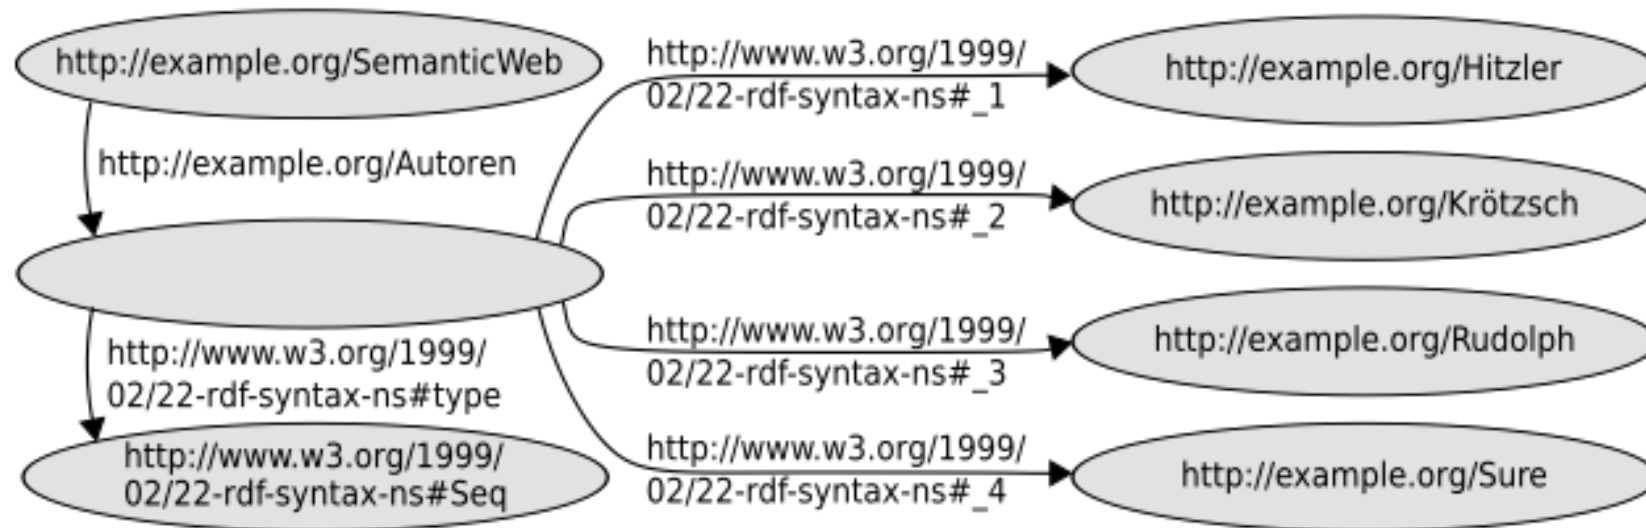 http://example.org/SemanticWeb
http://example.org/Autoren
http://www.w3.org/1999/
02/22-rdf-syntax-ns#type
http://www.w3.org/1999/
02/22-rdf-syntax-ns#Seq
http://www.w3.org/1999/
02/22-rdf-syntax-ns#_1
http://example.org/Hitzler
http://www.w3.org/1999/
02/22-rdf-syntax-ns#_2
http://example.org/Krötzsch
http://www.w3.org/1999/
02/22-rdf-syntax-ns#_3
http://example.org/Rudolph
http://www.w3.org/1999/
02/22-rdf-syntax-ns#_4
http://example.org/Sure